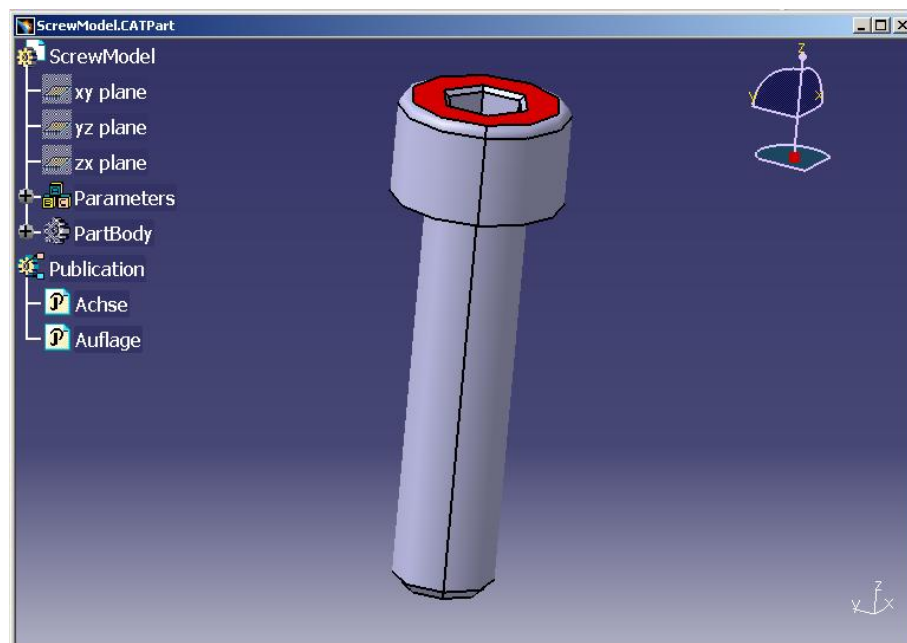 ScrewModel.CATPart
ScrewModel
xy plane
yz plane
zx plane
Parameters
PartBody
Publication
Achse
Auflage
z
y
x
z
y
x